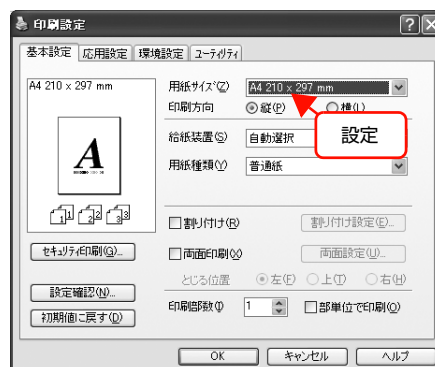 印刷設定
基本設定 応用設定 環境設定 ユーティリティ
A4 210 x 297 mm
用紙サイズ(Z) A4 210 x 297 mm
印刷方向 縦(P) 横(L)
設定
給紙装置(S) 自動選択
用紙種類(Y) 普通紙
A
1 2 3
割り付け(R) 割り付け設定(E)...
セキュリティ印刷(G)... 両面印刷(X) 両面設定(U)...
とじる位置 左(F) 上(T) 右(H)
設定確認(N)...
印刷部数(I) 1 部単位で印刷(O)
初期値に戻す(D)
OK キャンセル ヘルプ